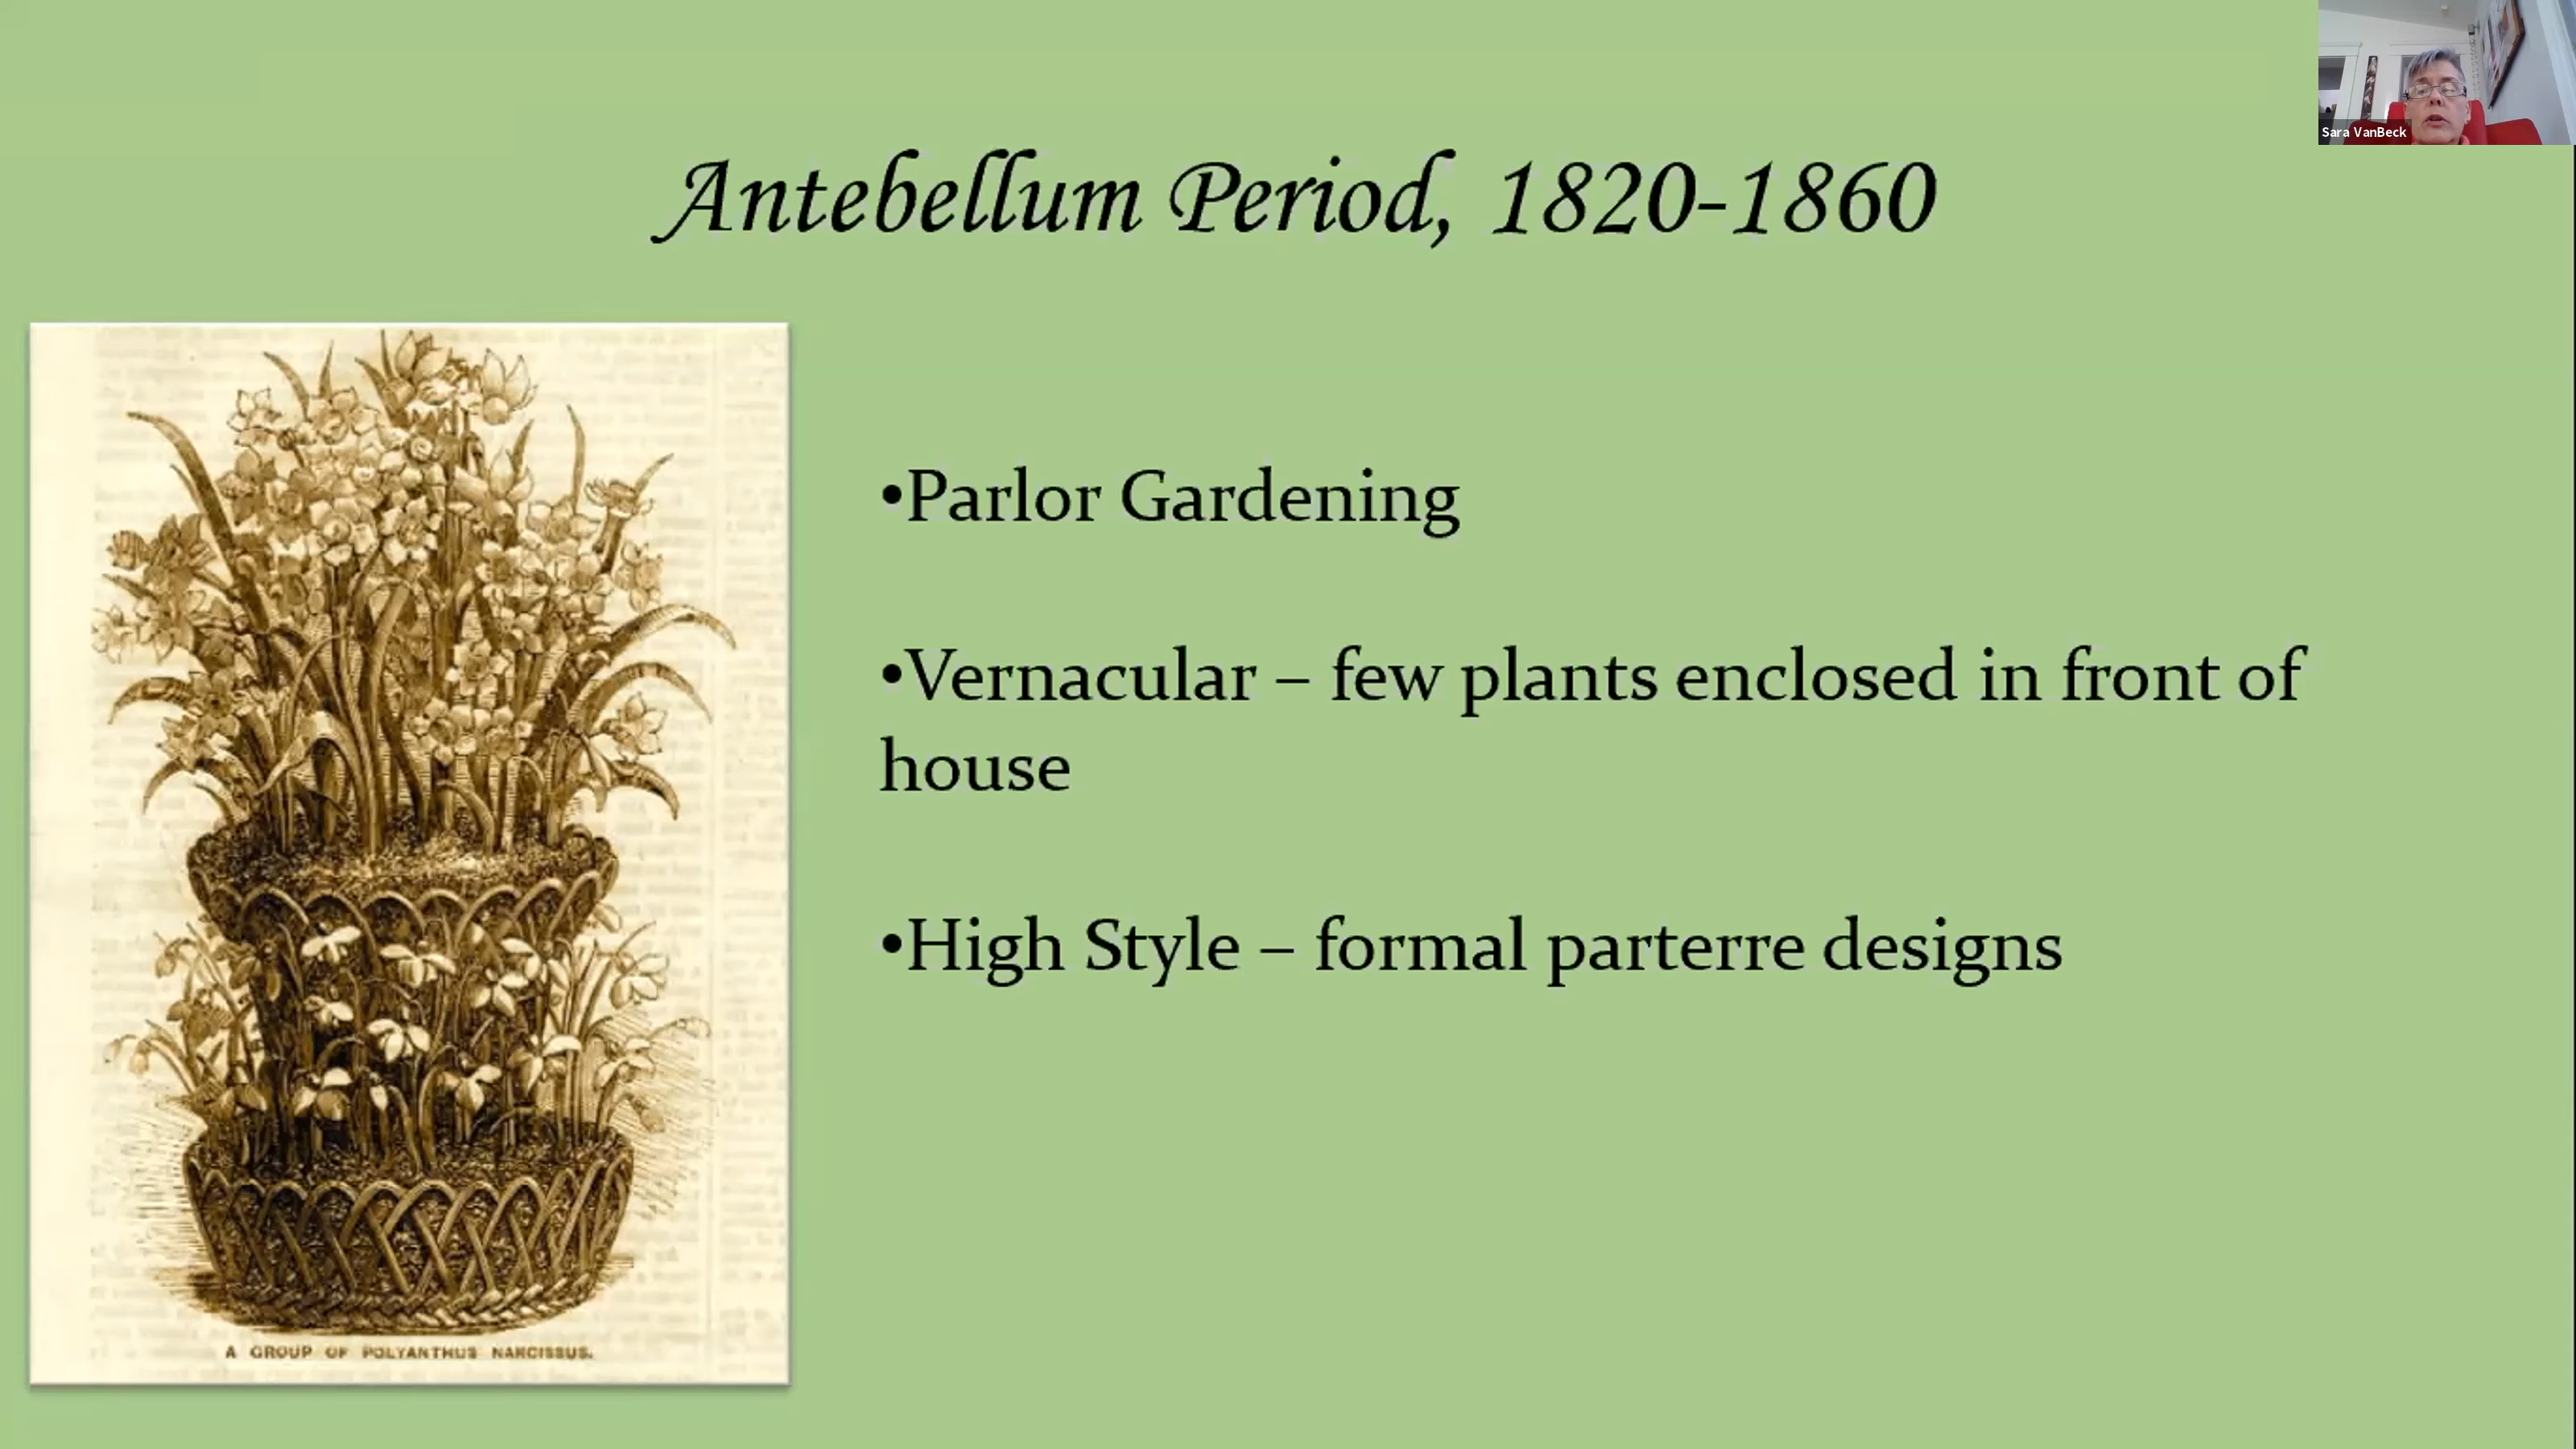 Sara VanBeck
Antebellum Period, 1820-1860
•Parlor Gardening
•Vernacular – few plants enclosed in front of
house
•High Style – formal parterre designs
A GROUP OF POLYANTHUS NARCISSUS.